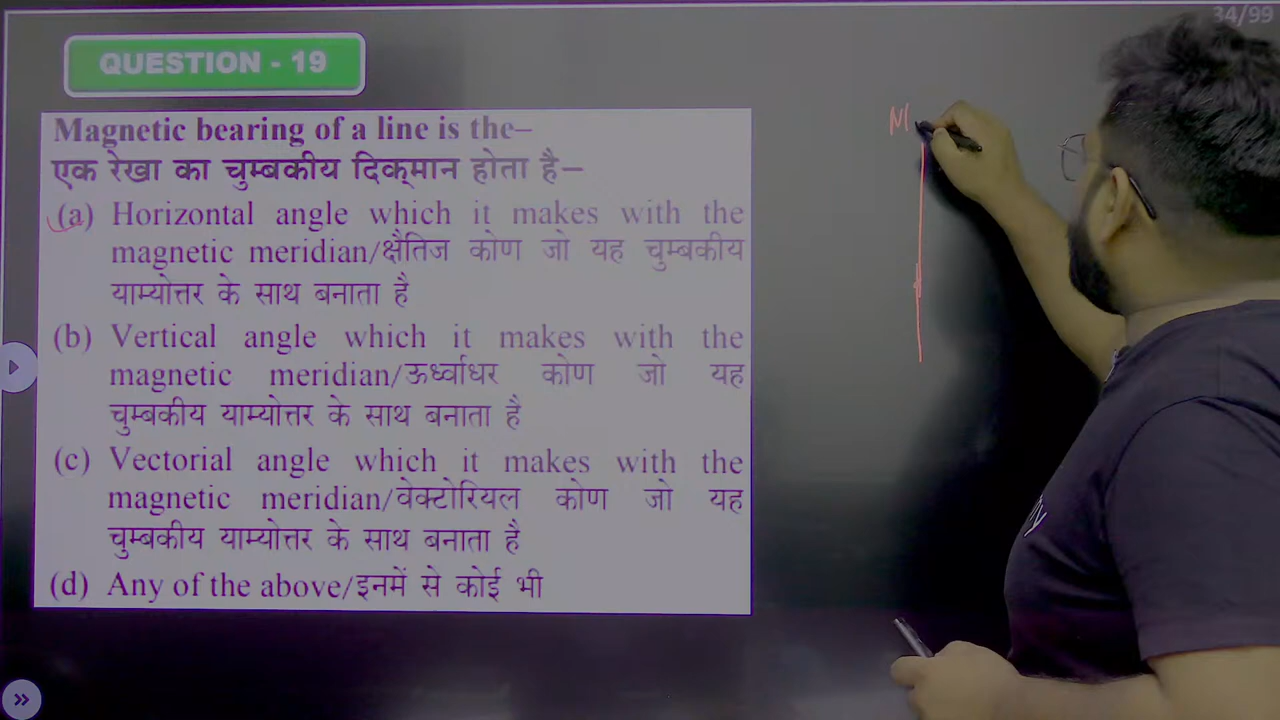 34/99
QUESTION - 19
Magnetic bearing of a line is the–
एक रेखा का चुम्बकीय दिक्मान होता है–
(a) Horizontal angle which it makes with the
magnetic meridian/क्षैतिज कोण जो यह चुम्बकीय
याम्योत्तर के साथ बनाता है
(b) Vertical angle which it makes with the
magnetic meridian/ऊर्ध्वाधर कोण जो यह
चुम्बकीय याम्योत्तर के साथ बनाता है
(c) Vectorial angle which it makes with the
magnetic meridian/वेक्टोरियल कोण जो यह
चुम्बकीय याम्योत्तर के साथ बनाता है
(d) Any of the above/इनमें से कोई भी